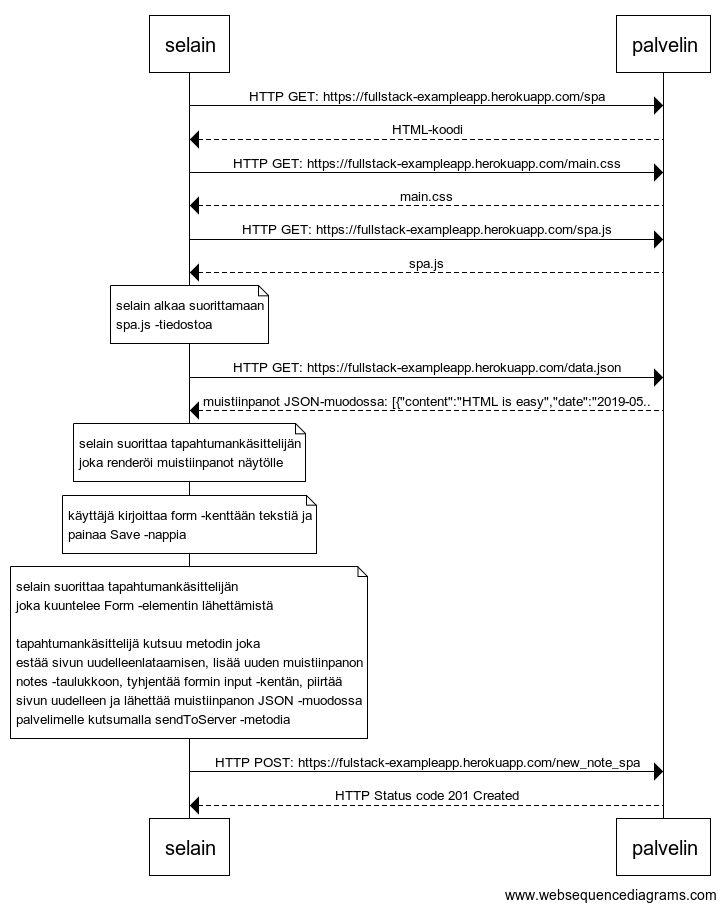 selain
palvelin
HTTP GET: https://fullstack-exampleapp.herokuapp.com/spa
HTML-koodi
HTTP GET: https://fullstack-exampleapp.herokuapp.com/main.css
main.css
HTTP GET: https://fullstack-exampleapp.herokuapp.com/spa.js
spa.js
selain alkaa suorittamaan
spa.js -tiedostoa
HTTP GET: https://fullstack-exampleapp.herokuapp.com/data.json
muistiinpanot JSON-muodossa: [{"content":"HTML is easy","date":"2019-05..
selain suorittaa tapahtumankäsittelijän
joka renderöi muistiinpanot näytölle
käyttäjä kirjoittaa form -kenttään tekstiä ja
painaa Save -nappia
selain suorittaa tapahtumankäsittelijän
joka kuuntelee Form -elementin lähettämistä
tapahtumankäsittelijä kutsuu metodin joka
estää sivun uudelleenlataamisen, lisää uuden muistiinpanon
notes -taulukkoon, tyhjentää formin input -kentän, piirtää
sivun uudelleen ja lähettää muistiinpanon JSON -muodossa
palvelimelle kutsumalla sendToServer -metodia
HTTP POST: https://fulstack-exampleapp.herokuapp.com/new_note_spa
HTTP Status code 201 Created
selain
palvelin
www.websequencediagrams.com